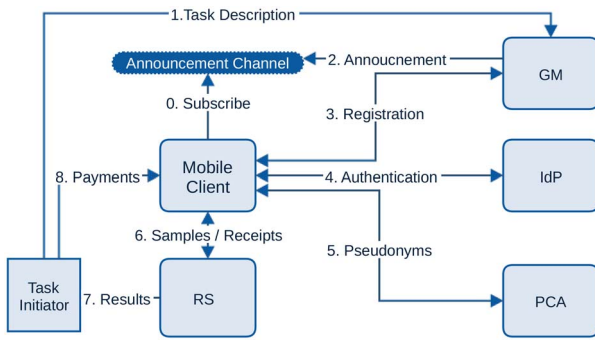 1.Task Description
Announcement Channel
2. Annoucnement
GM
0. Subscribe
3. Registration
Mobile
Client
8. Payments
4. Authentication
IdP
6. Samples / Receipts
5. Pseudonyms
Task
Initiator
7. Results
RS
PCA